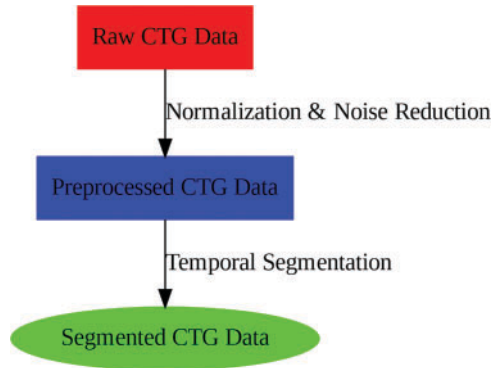 Raw CTG Data
Normalization & Noise Reduction
Preprocessed CTG Data
Temporal Segmentation
Segmented CTG Data